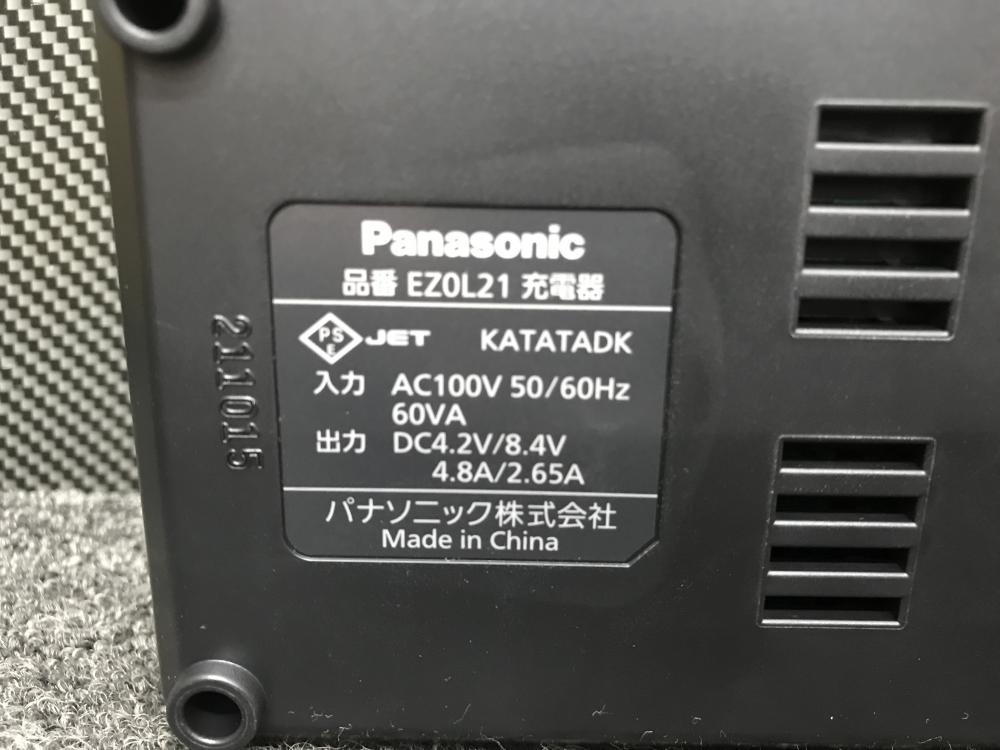 Panasonic
品番 EZ0L21 充電器
PS E JET KATATADK
入力 AC100V 50/60Hz
60VA
出力 DC4.2V/8.4V
4.8A/2.65A
パナソニック株式会社
Made in China
211015